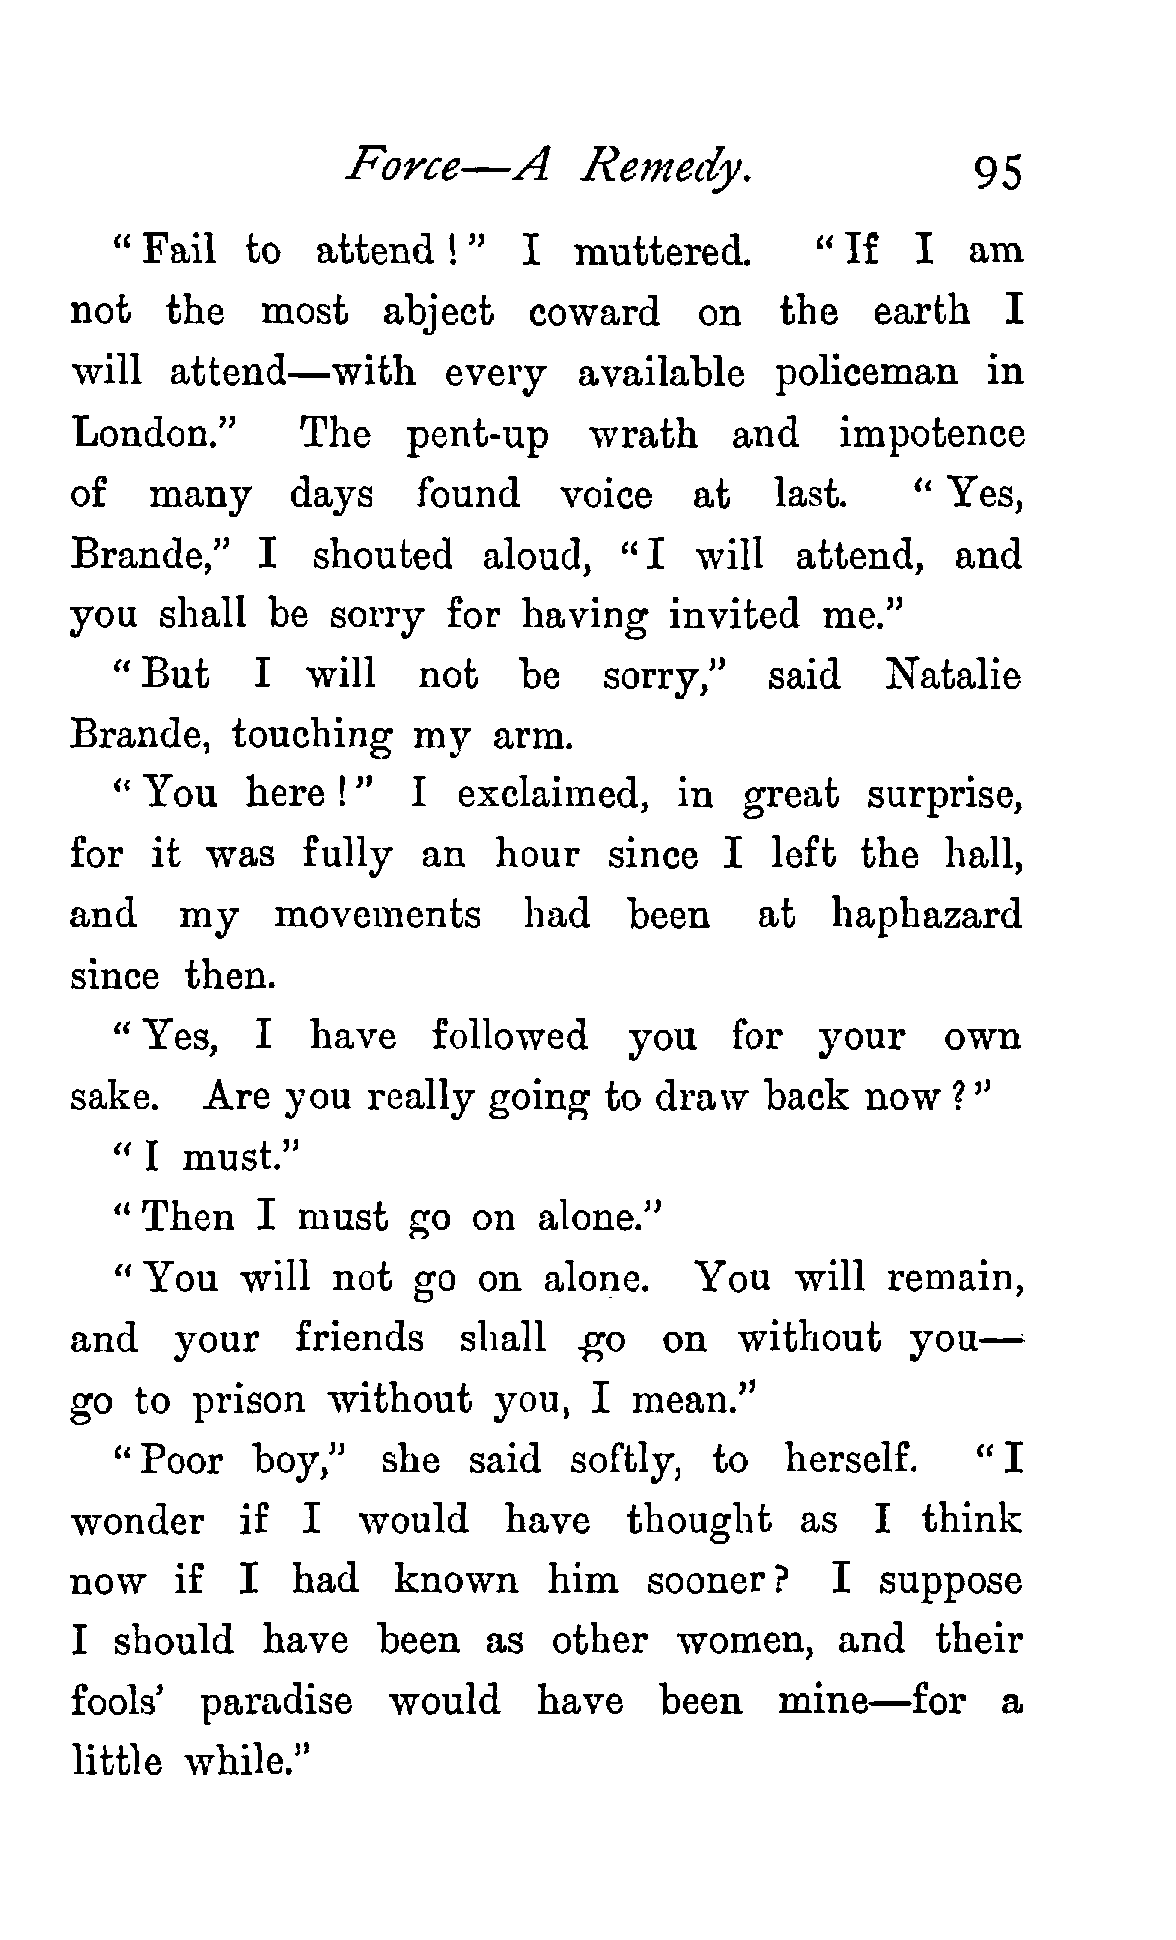 Force—A Remedy. 95
“Fail to attend!” I muttered. “If I am
not the most abject coward on the earth I
will attend—with every available policeman in
London.” The pent-up wrath and impotence
of many days found voice at last. “Yes,
Brande,” I shouted aloud, “I will attend, and
you shall be sorry for having invited me.”
“But I will not be sorry,” said Natalie
Brande, touching my arm.
“You here!” I exclaimed, in great surprise,
for it was fully an hour since I left the hall,
and my movements had been at haphazard
since then.
“Yes, I have followed you for your own
sake. Are you really going to draw back now?”
“I must.”
“Then I must go on alone.”
“You will not go on alone. You will remain,
and your friends shall go on without you—
go to prison without you, I mean.”
“Poor boy,” she said softly, to herself. “I
wonder if I would have thought as I think
now if I had known him sooner? I suppose
I should have been as other women, and their
fools’ paradise would have been mine—for a
little while.”